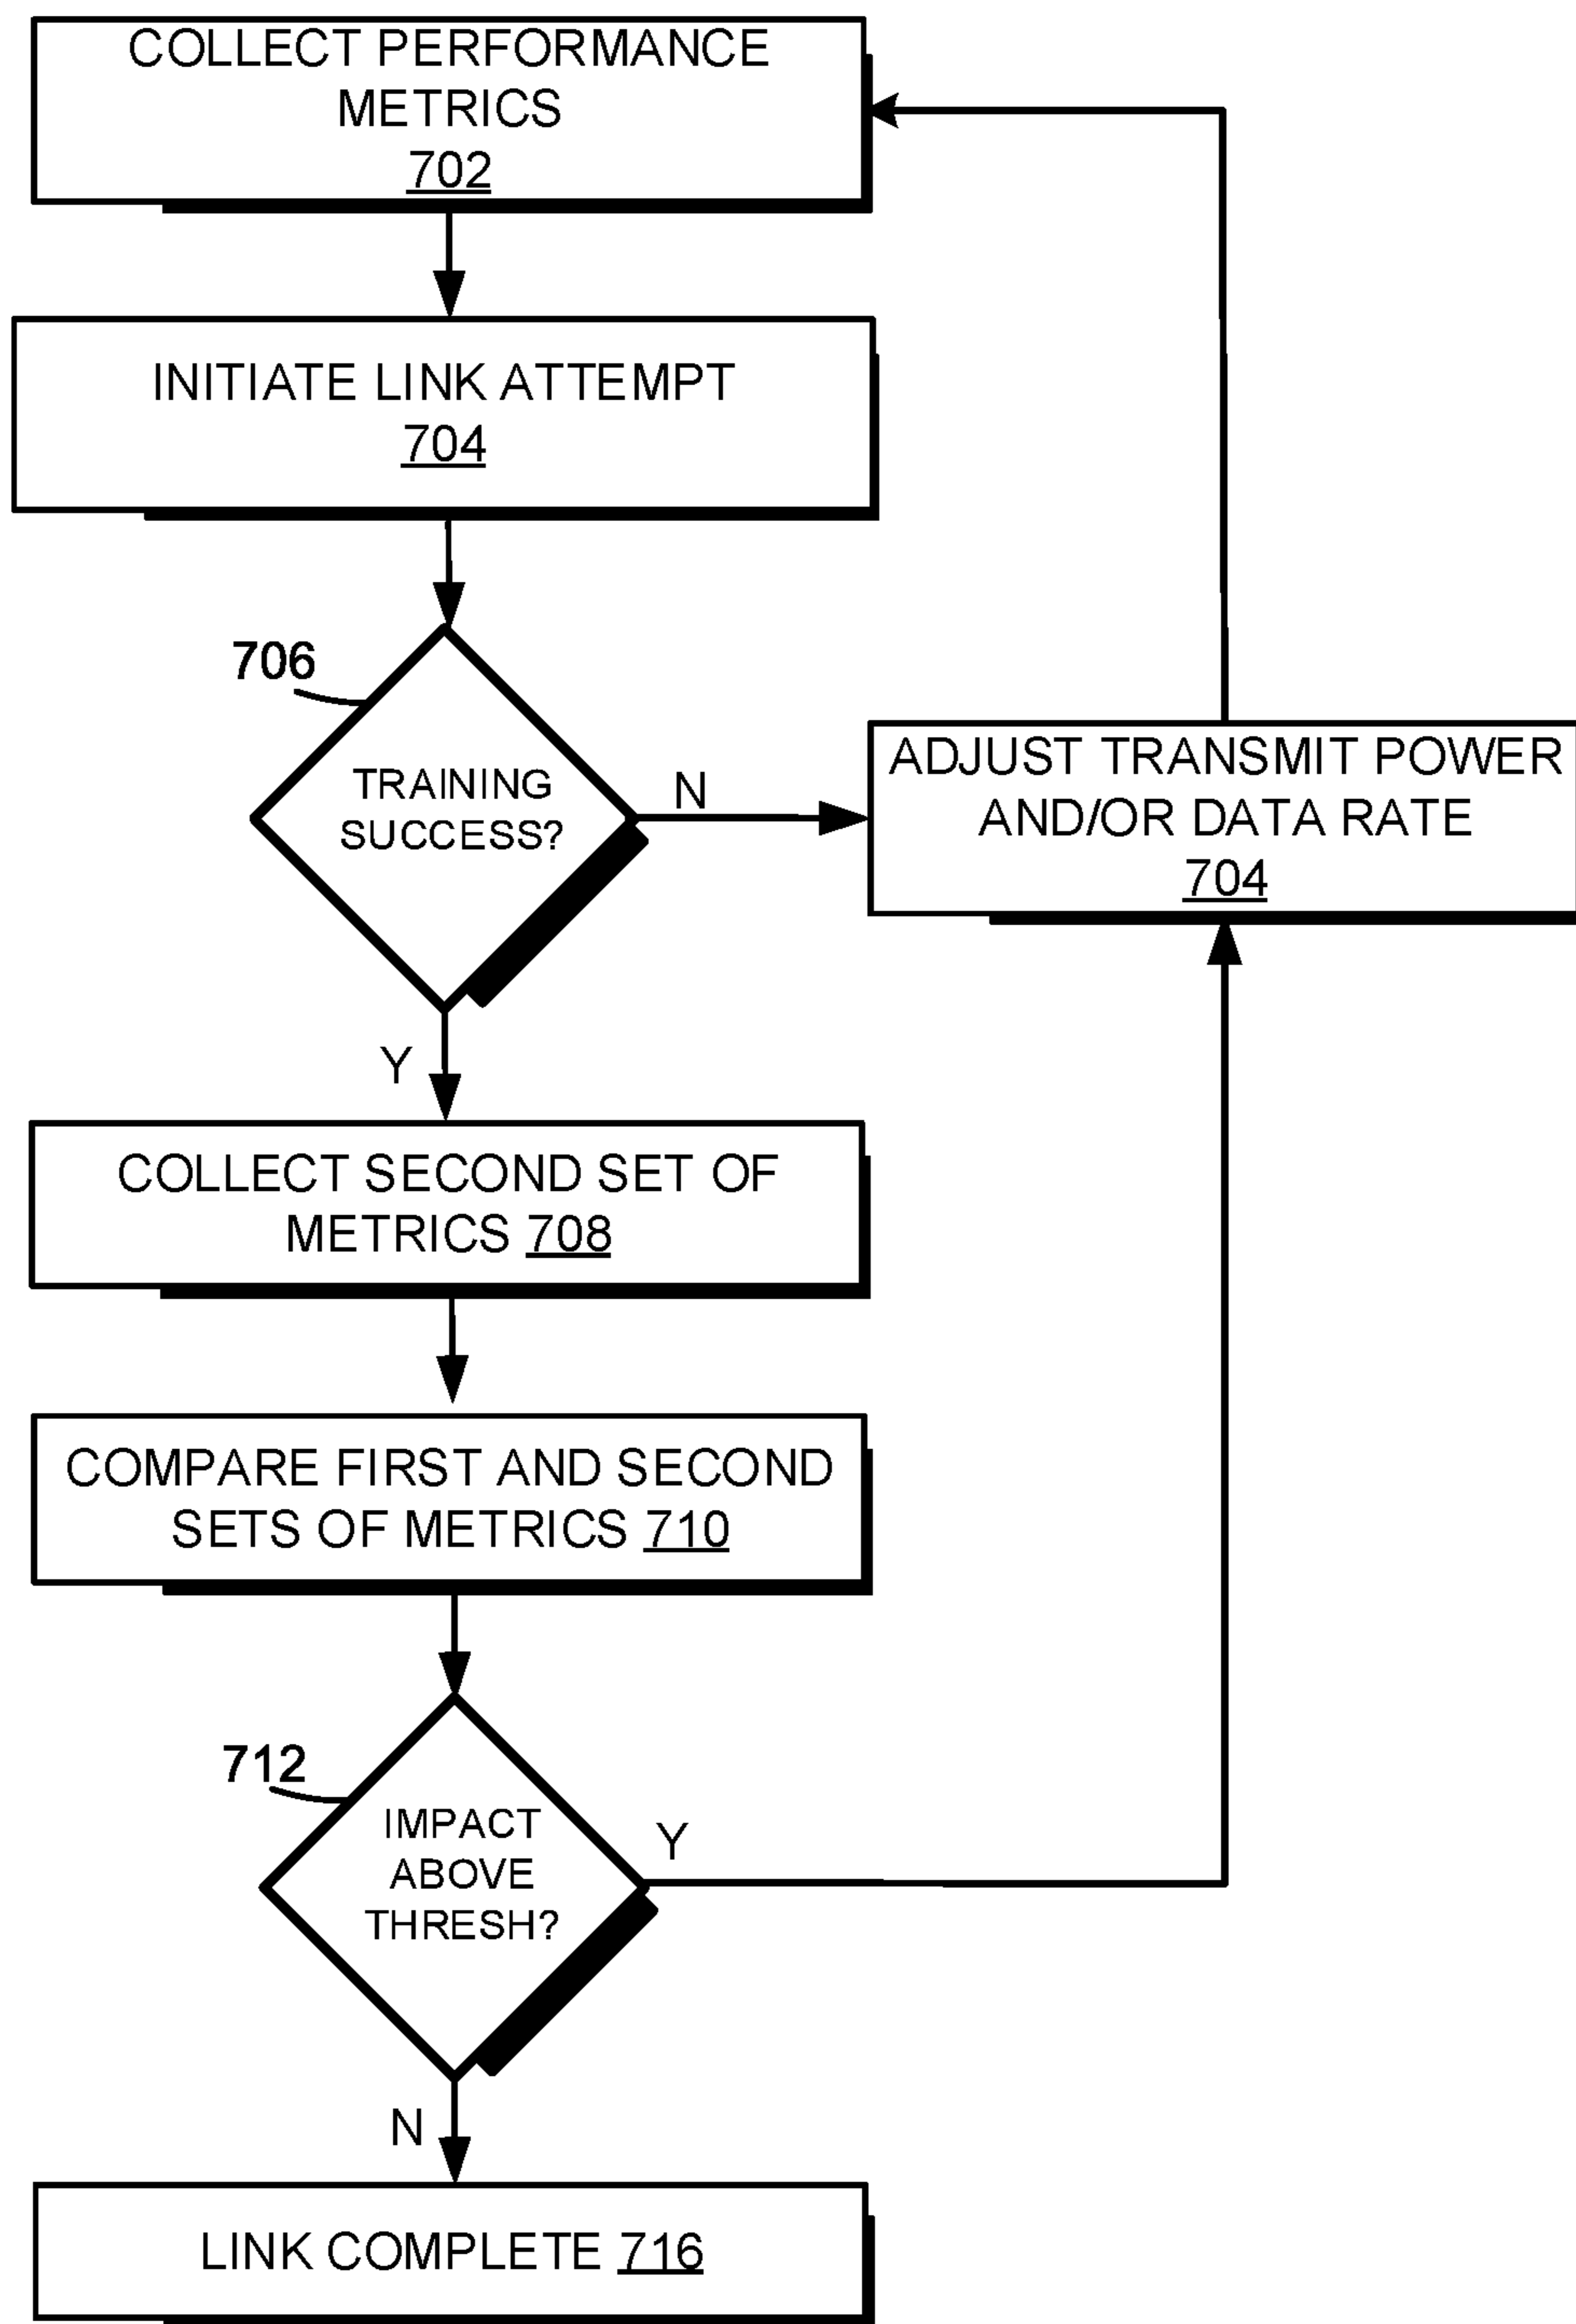 COLLECT PERFORMANCE
METRICS
702
INITIATE LINK ATTEMPT
704
706
TRAINING
SUCCESS?
N
ADJUST TRANSMIT POWER
AND/OR DATA RATE
704
Y
COLLECT SECOND SET OF
METRICS 708
COMPARE FIRST AND SECOND
SETS OF METRICS 710
712
IMPACT
ABOVE
THRESH?
Y
N
LINK COMPLETE 716